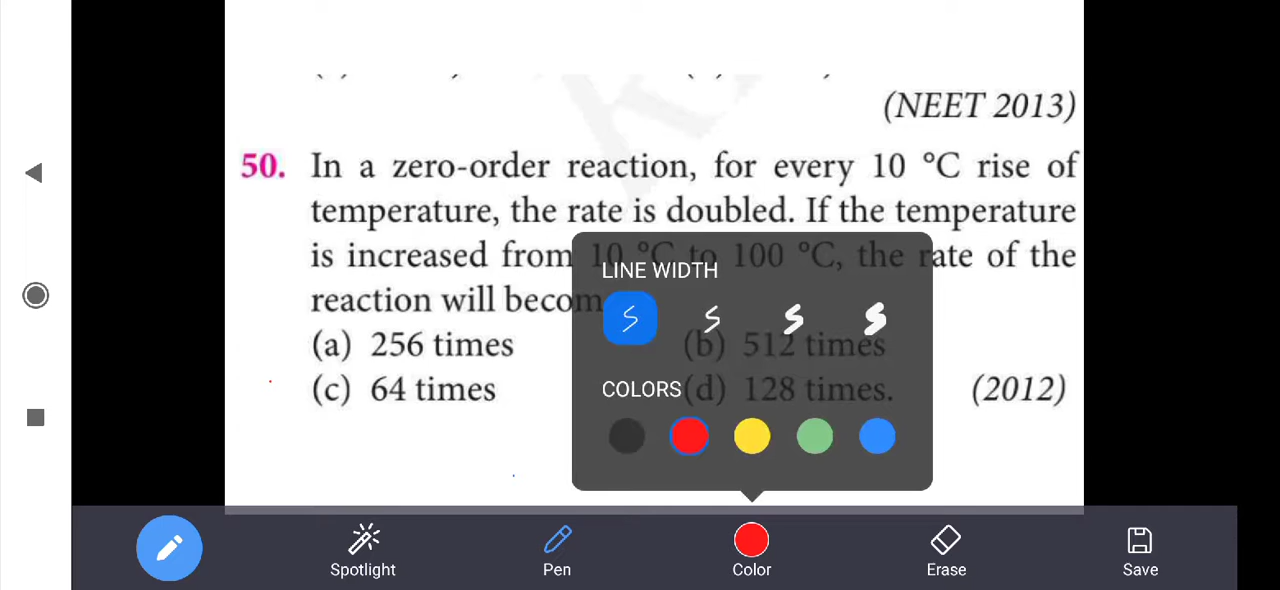 (NEET 2013)
50. In a zero-order reaction, for every 10 °C rise of
temperature, the rate is doubled. If the temperature
is increased from 10 °C to 100 °C, the rate of the
reaction will becom
(a) 256 times (b) 512 times
(c) 64 times (d) 128 times. (2012)
LINE WIDTH
COLORS
Spotlight
Pen
Color
Erase
Save